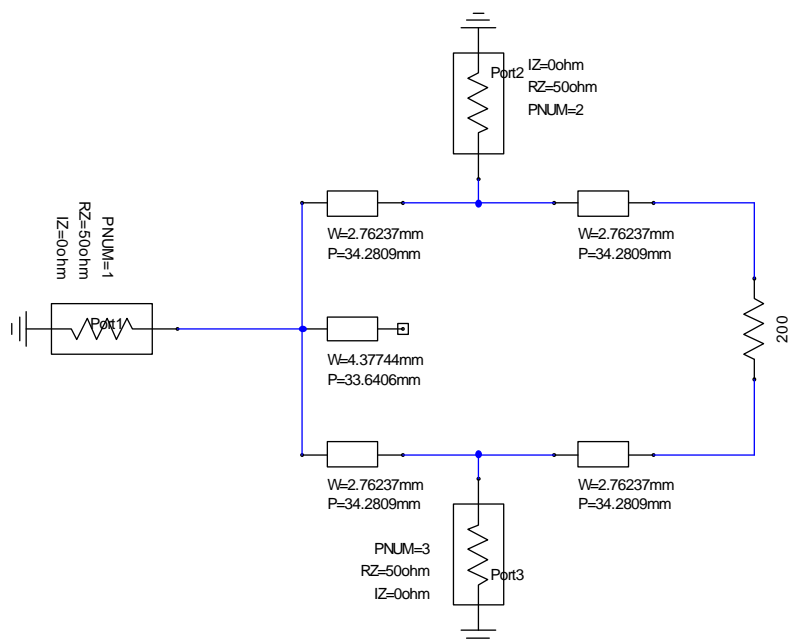 Port2
IZ=0ohm
RZ=50ohm
PNUM=2
W=2.76237mm
P=34.2809mm
W=2.76237mm
P=34.2809mm
PNUM=1
RZ=50ohm
IZ=0ohm
Port1
W=4.37744mm
P=33.6406mm
200
W=2.76237mm
P=34.2809mm
W=2.76237mm
P=34.2809mm
PNUM=3
RZ=50ohm
IZ=0ohm
Port3